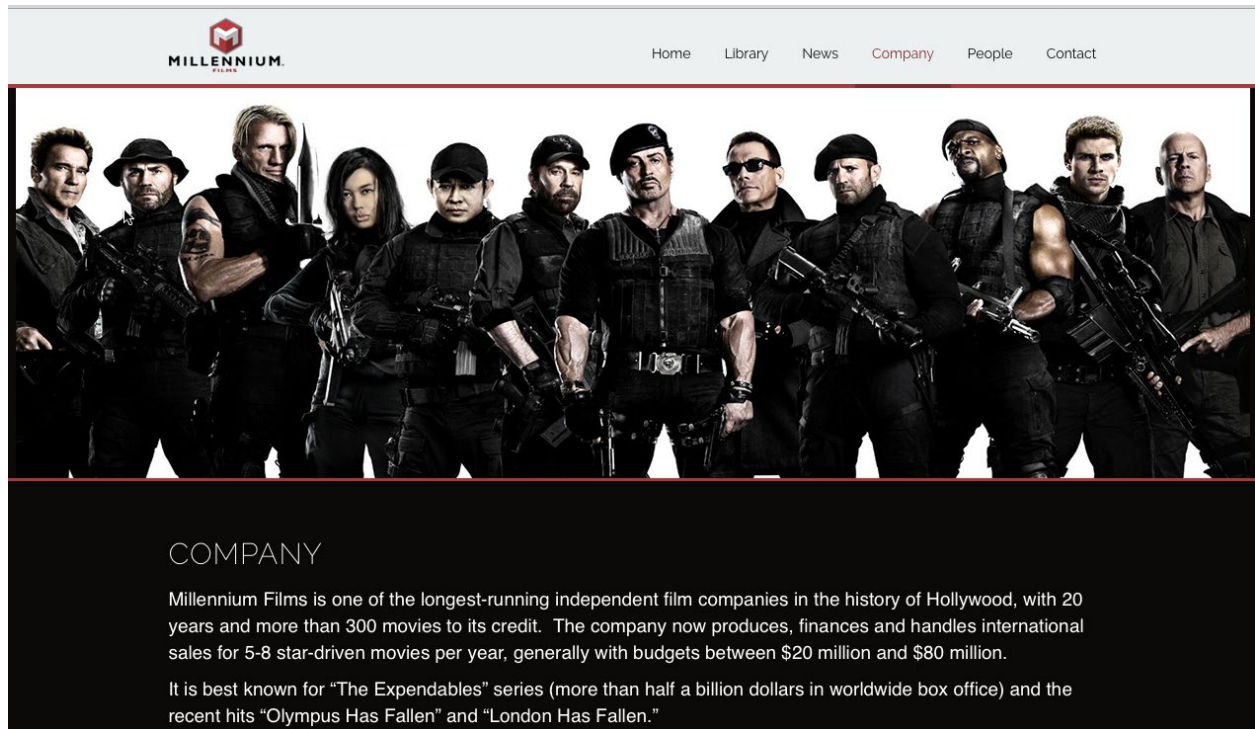 MILLENNIUM.
FILMS
Home Library News Company People Contact
COMPANY
Millennium Films is one of the longest-running independent film companies in the history of Hollywood, with 20
years and more than 300 movies to its credit.  The company now produces, finances and handles international
sales for 5-8 star-driven movies per year, generally with budgets between $20 million and $80 million.
It is best known for “The Expendables” series (more than half a billion dollars in worldwide box office) and the
recent hits “Olympus Has Fallen” and “London Has Fallen.”